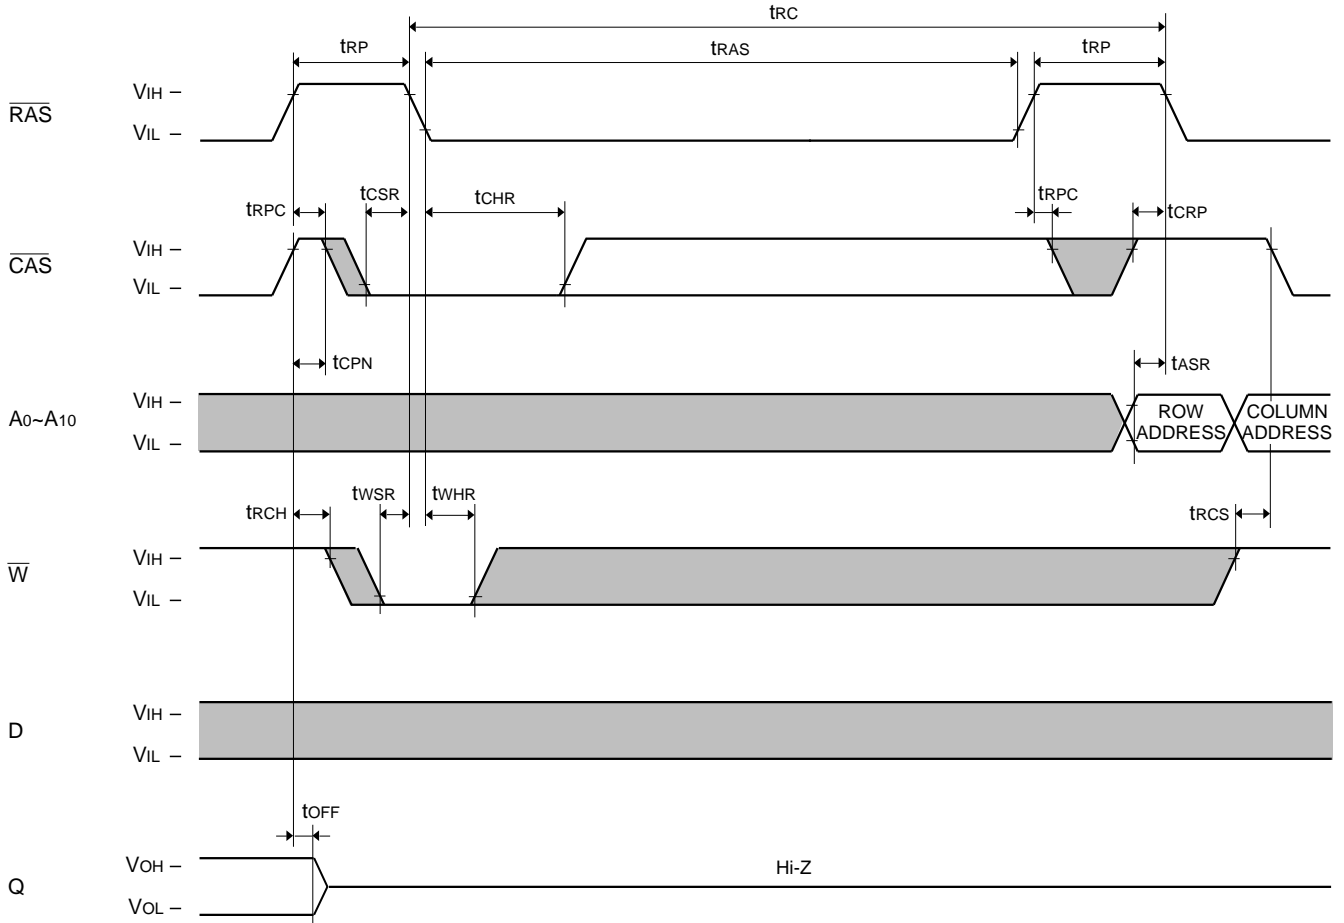 tRC
tRP
tRAS
tRP
RAS
VIH –
VIL –
tRPC
tCSR
tCHR
tRPC
tCRP
CAS
VIH –
VIL –
tCPN
tASR
A0~A10
VIH –
VIL –
ROW
ADDRESS
COLUMN
ADDRESS
tRCH
tWSR
tWHR
tRCS
W
VIH –
VIL –
D
VIH –
VIL –
tOFF
Q
VOH –
VOL –
Hi-Z